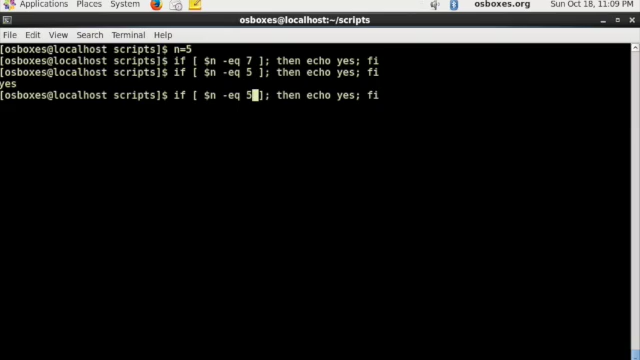 Applications Places System osboxes.org Sun Oct 18, 11:09 PM
osboxes@localhost:~/scripts
File Edit View Search Terminal Help
[osboxes@localhost scripts]$ n=5
[osboxes@localhost scripts]$ if [ $n -eq 7 ]; then echo yes; fi
[osboxes@localhost scripts]$ if [ $n -eq 5 ]; then echo yes; fi
yes
[osboxes@localhost scripts]$ if [ $n -eq 5 ]; then echo yes; fi